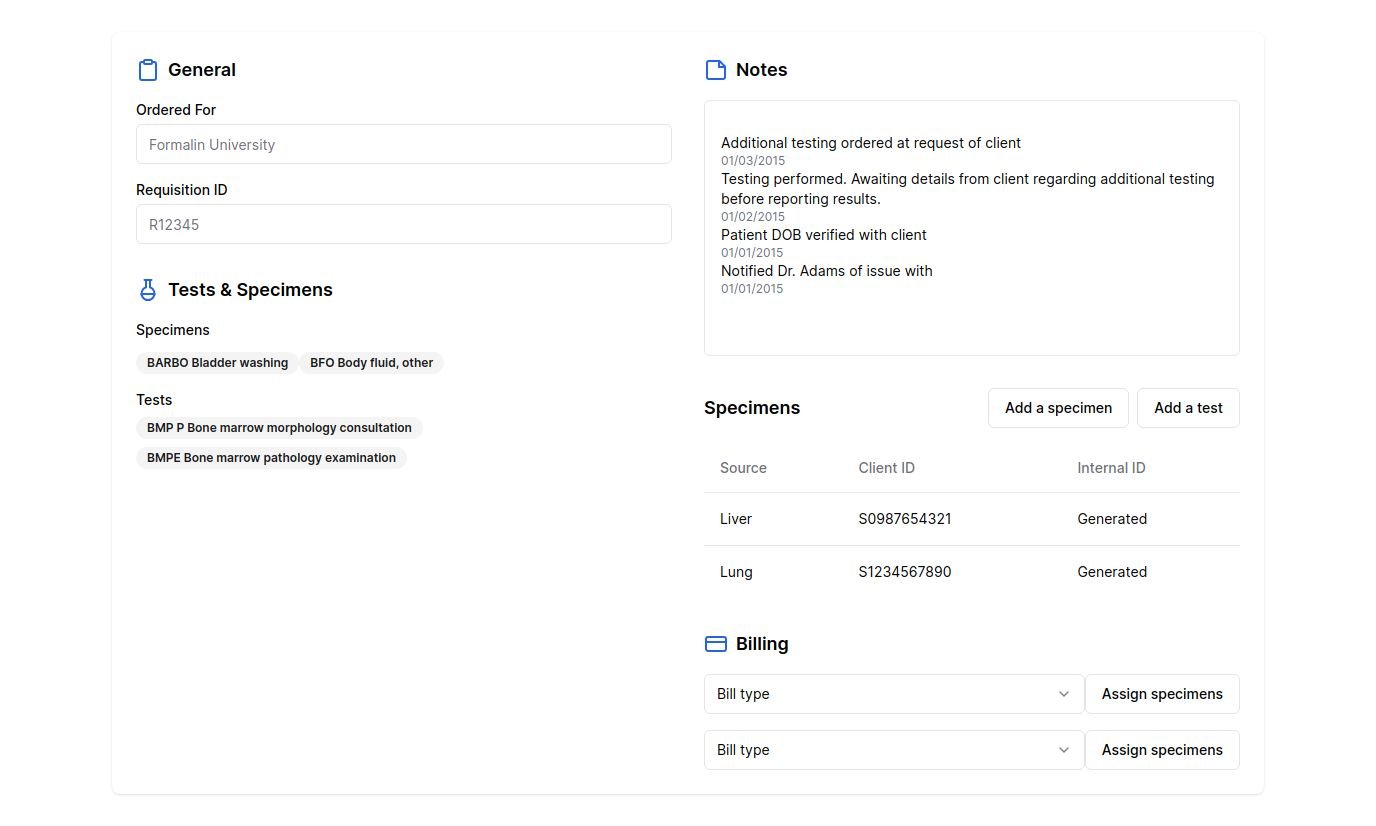 General
Ordered For
Formalin University
Requisition ID
R12345
Tests & Specimens
Specimens
BARBO Bladder washing BFO Body fluid, other
Tests
BMP P Bone marrow morphology consultation
BMPE Bone marrow pathology examination
Notes
Additional testing ordered at request of client
01/03/2015
Testing performed. Awaiting details from client regarding additional testing
before reporting results.
01/02/2015
Patient DOB verified with client
01/01/2015
Notified Dr. Adams of issue with
01/01/2015
Specimens Add a specimen Add a test
Source Client ID Internal ID
Liver S0987654321 Generated
Lung S1234567890 Generated
Billing
Bill type Assign specimens
Bill type Assign specimens